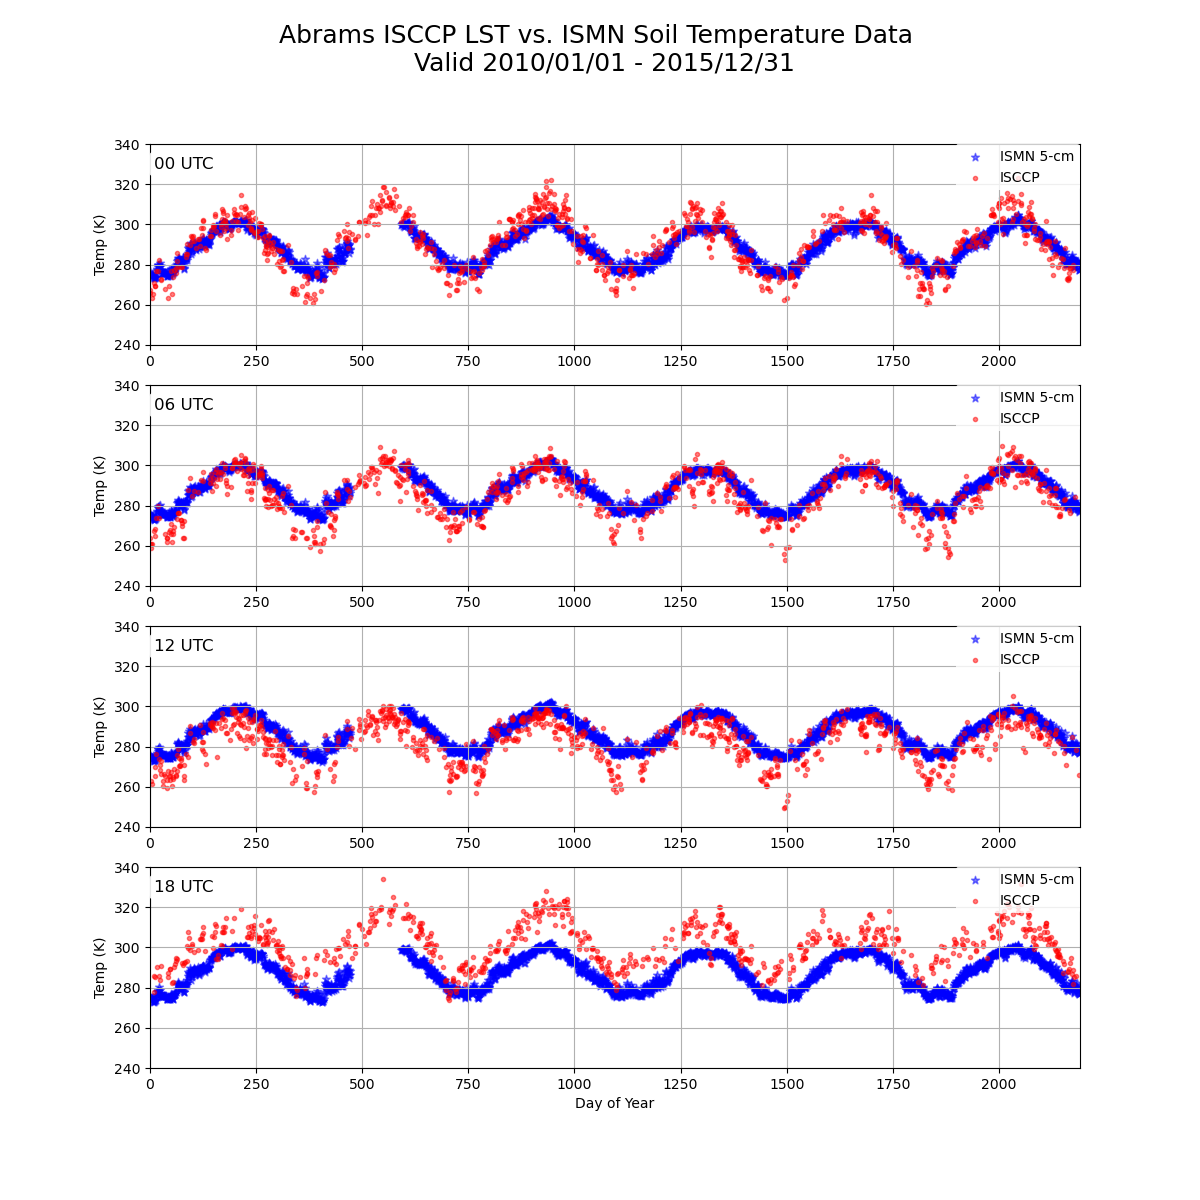 Abrams ISCCP LST vs. ISMN Soil Temperature Data
Valid 2010/01/01 - 2015/12/31
340
320
300
280
260
240
Temp (K)
00 UTC
ISMN 5-cm
ISCCP
0 250 500 750 1000 1250 1500 1750 2000
340
320
300
280
260
240
Temp (K)
06 UTC
ISMN 5-cm
ISCCP
0 250 500 750 1000 1250 1500 1750 2000
340
320
300
280
260
240
Temp (K)
12 UTC
ISMN 5-cm
ISCCP
0 250 500 750 1000 1250 1500 1750 2000
340
320
300
280
260
240
Temp (K)
18 UTC
ISMN 5-cm
ISCCP
0 250 500 750 1000 1250 1500 1750 2000
Day of Year